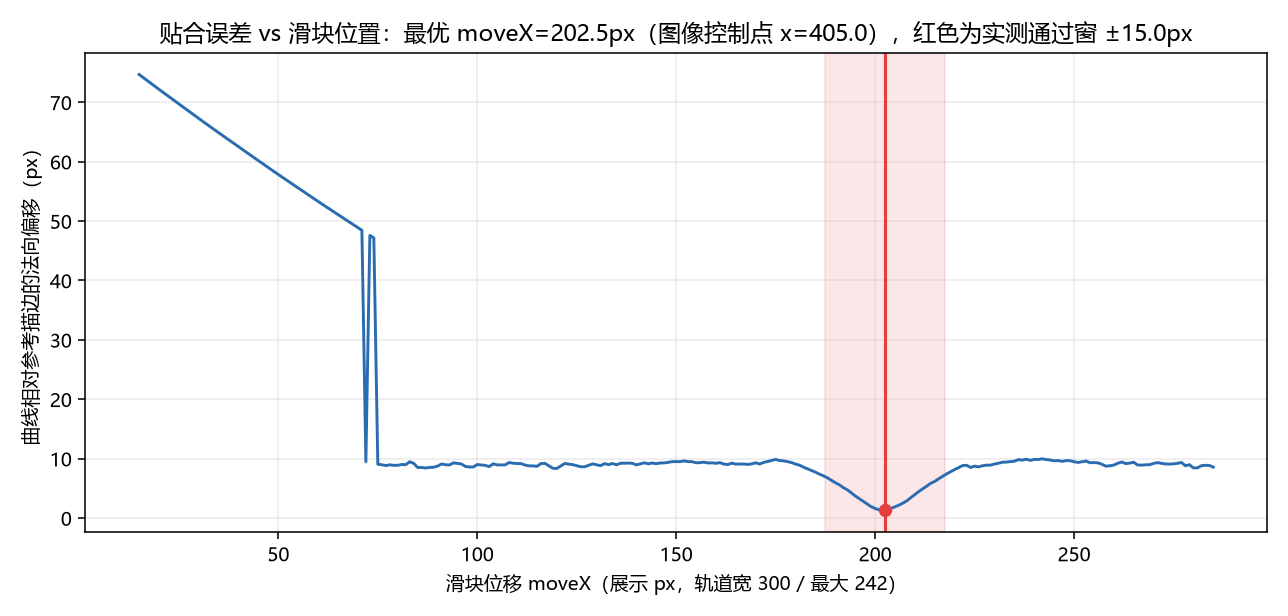 贴合误差 vs 滑块位置：最优 moveX=202.5px（图像控制点 x=405.0），红色为实测通过窗 ±15.0px
曲线相对参考描边的法向偏移（px）
70
60
50
40
30
20
10
0
50 100 150 200 250
滑块位移 moveX（展示 px，轨道宽 300 / 最大 242）